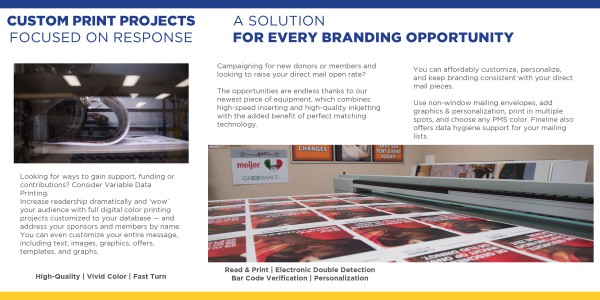 CUSTOM PRINT PROJECTS
FOCUSED ON RESPONSE
A SOLUTION
FOR EVERY BRANDING OPPORTUNITY
Looking for ways to gain support, funding or
contributions? Consider Variable Data
Printing.
Increase readership dramatically and 'wow'
your audience with full digital color printing
projects customized to your database — and
address your sponsors and members by name.
You can even customize your entire message,
including text, images, graphics, offers,
templates, and graphs.
High-Quality | Vivid Color | Fast Turn
Campaigning for new donors or members and
looking to raise your direct mail open rate?
The opportunities are endless thanks to our
newest piece of equipment, which combines
high-speed inserting and high-quality inkjetting
with the added benefit of perfect matching
technology.
You can affordably customize, personalize,
and keep branding consistent with your direct
mail pieces.
Use non-window mailing envelopes, add
graphics & personalization, print in multiple
spots, and choose any PMS color. Fineline also
offers data hygiene support for your mailing
lists.
CHANGES
meijer
Read & Print | Electronic Double Detection
Bar Code Verification | Personalization